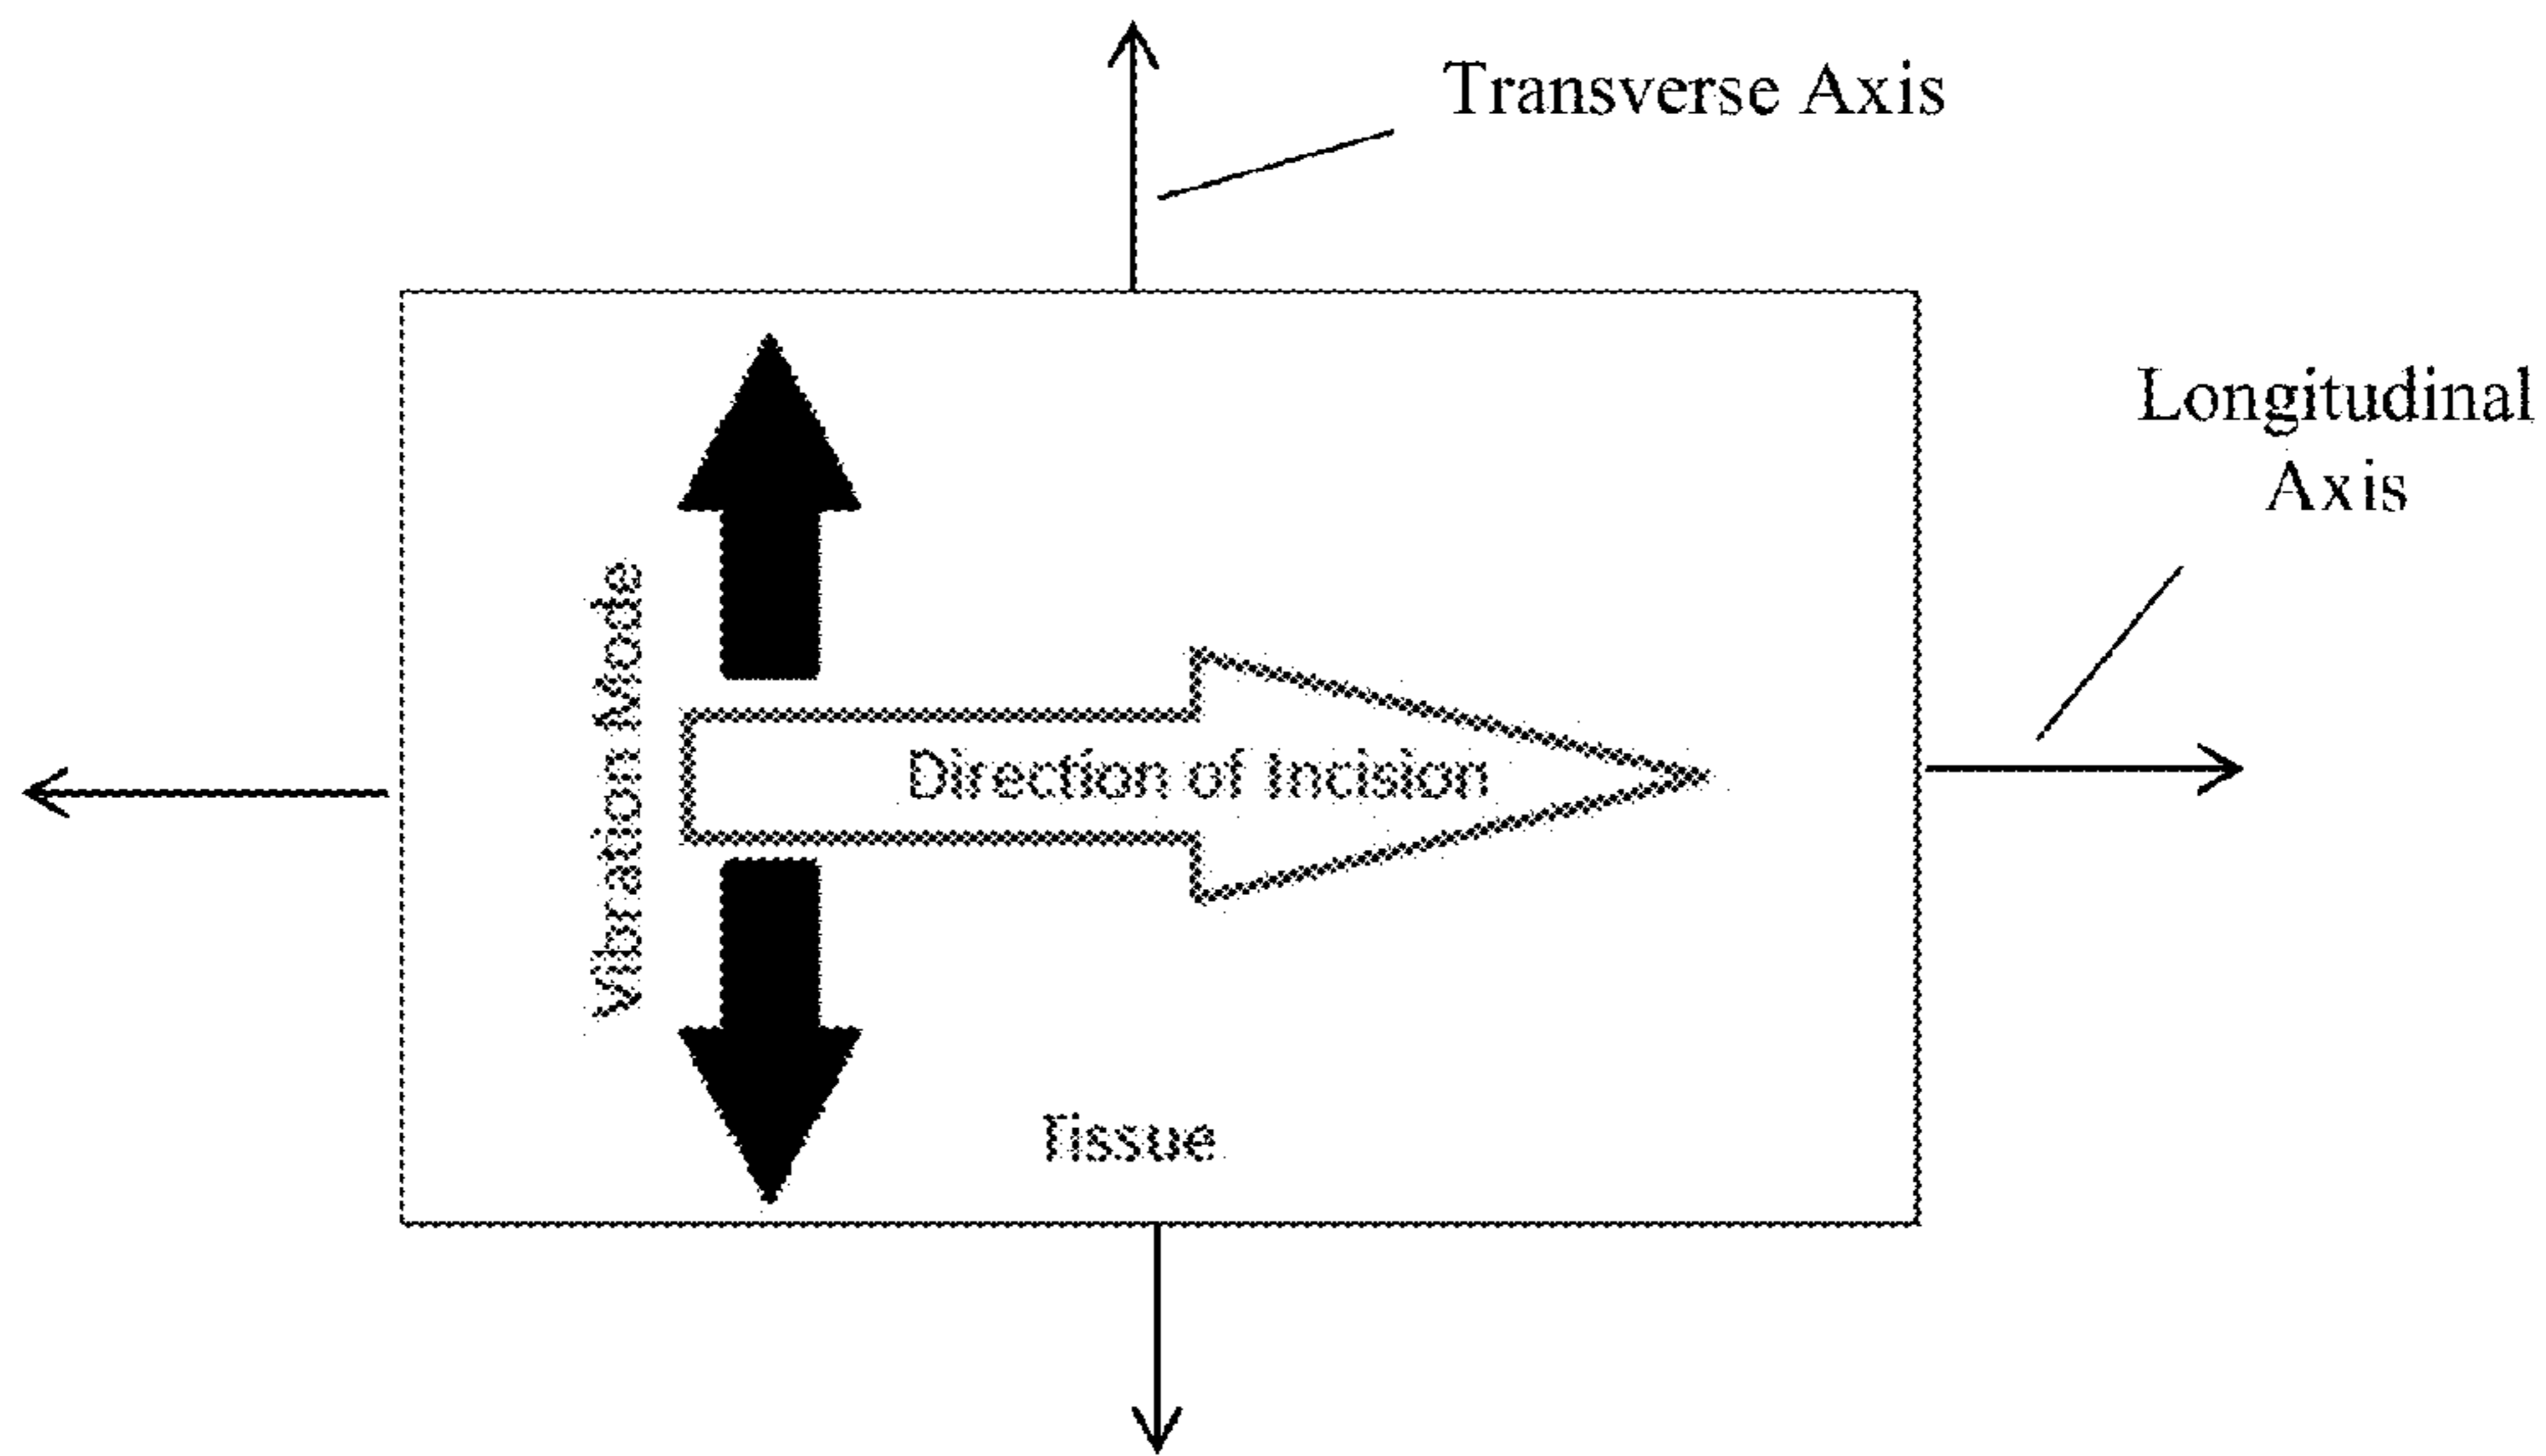 Transverse Axis
Longitudinal
Axis
Vibration Mode
Direction of Incision
Tissue